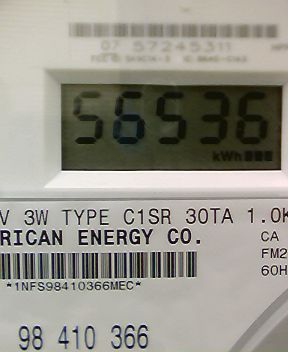 07 57245311
56536
kWh
V 3W TYPE C1SR 30TA 1.0K
RICAN ENERGY CO.
CA
FM2
60H
*1NFS98410366MEC*
98 410 366